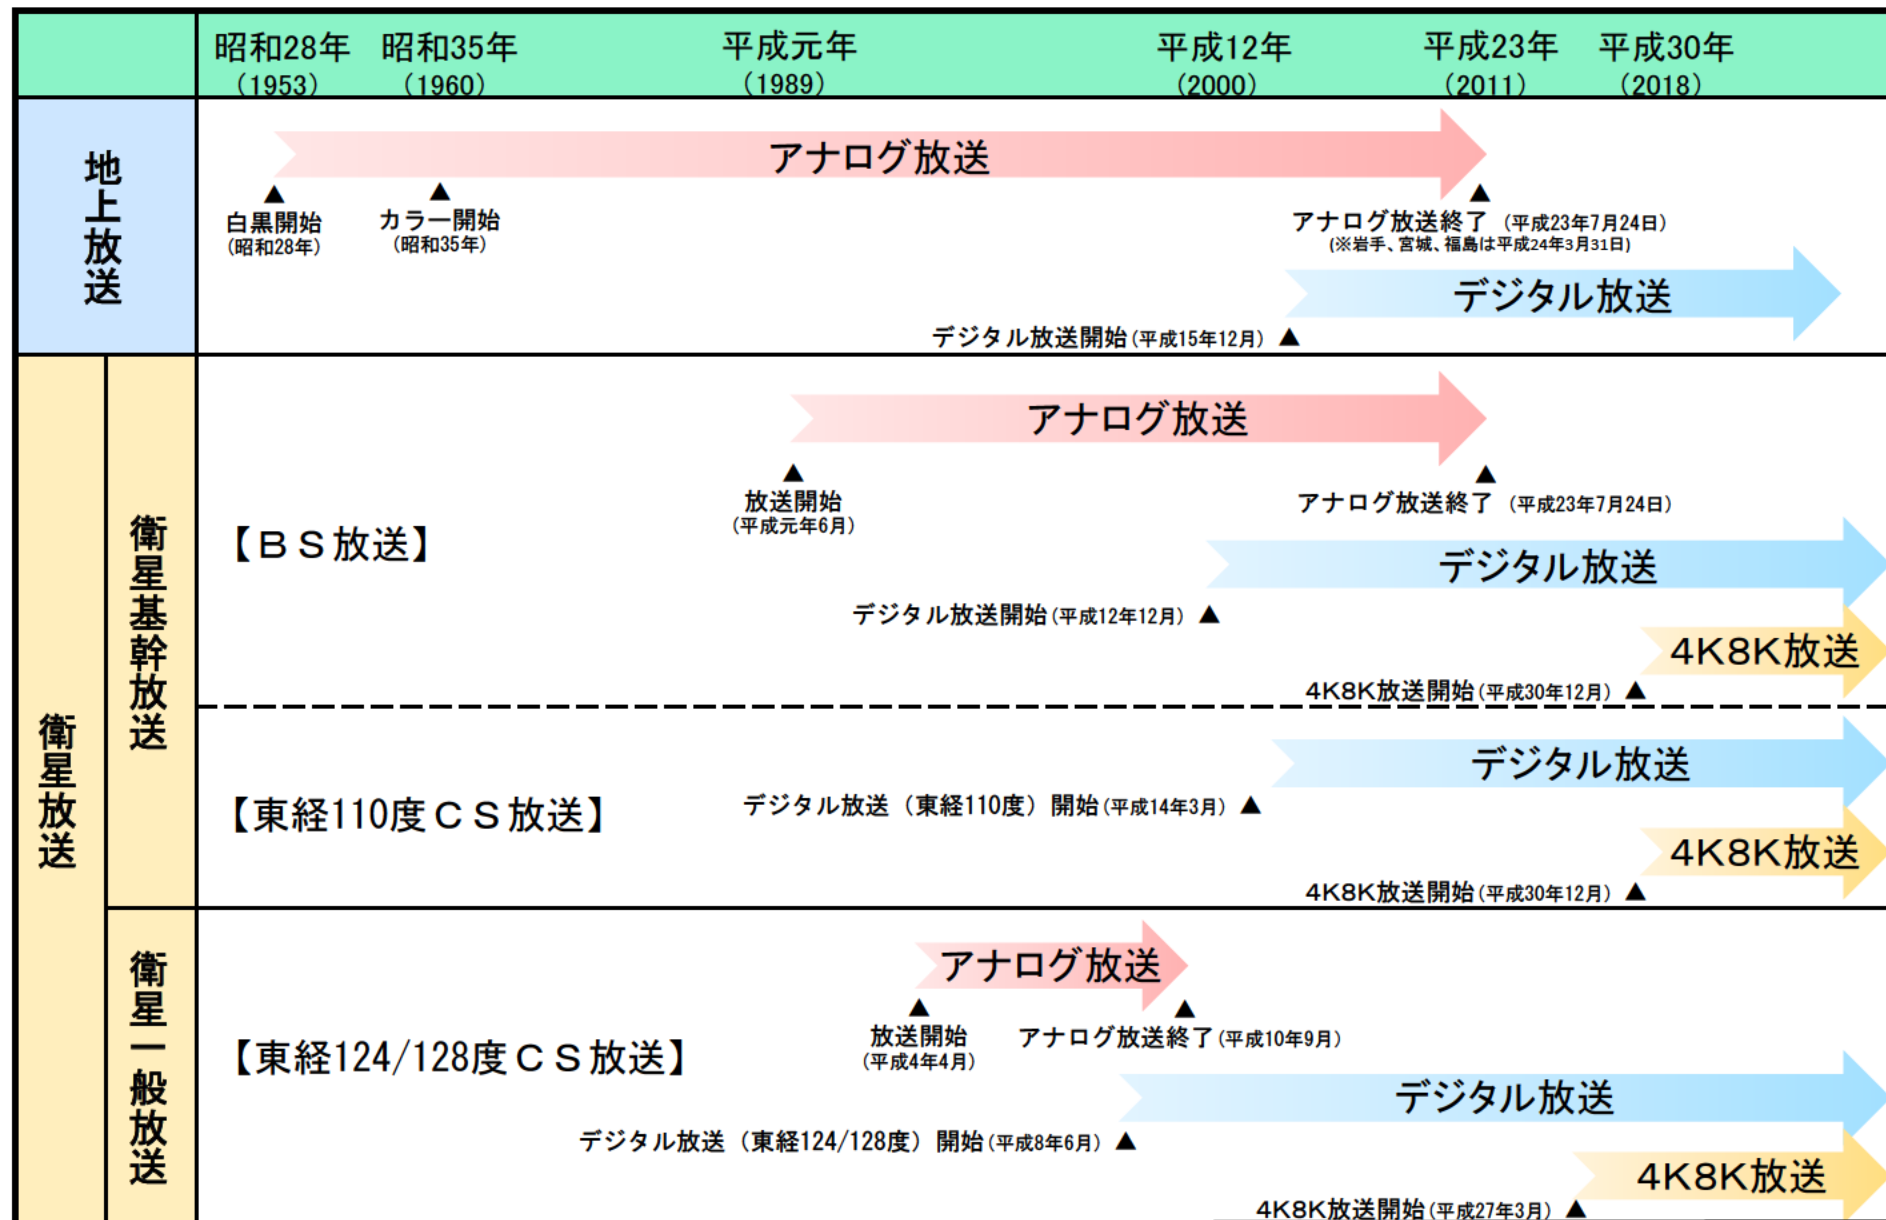 昭和28年 昭和35年 平成元年 平成12年 平成23年 平成30年
(1953) (1960) (1989) (2000) (2011) (2018)
地上放送
アナログ放送
白黒開始
(昭和28年)
カラー開始
(昭和35年)
アナログ放送終了 (平成23年7月24日)
(※岩手、宮城、福島は平成24年3月31日)
デジタル放送
デジタル放送開始(平成15年12月)
衛星放送
衛星基幹放送
【ＢＳ放送】
アナログ放送
放送開始
(平成元年6月)
アナログ放送終了 (平成23年7月24日)
デジタル放送
デジタル放送開始(平成12年12月)
4K8K放送
4K8K放送開始(平成30年12月)
【東経110度ＣＳ放送】
デジタル放送
デジタル放送（東経110度）開始(平成14年3月)
4K8K放送
4K8K放送開始(平成30年12月)
衛星一般放送
【東経124/128度ＣＳ放送】
アナログ放送
放送開始
(平成4年4月)
アナログ放送終了(平成10年9月)
デジタル放送
デジタル放送（東経124/128度）開始(平成8年6月)
4K8K放送
4K8K放送開始(平成27年3月)